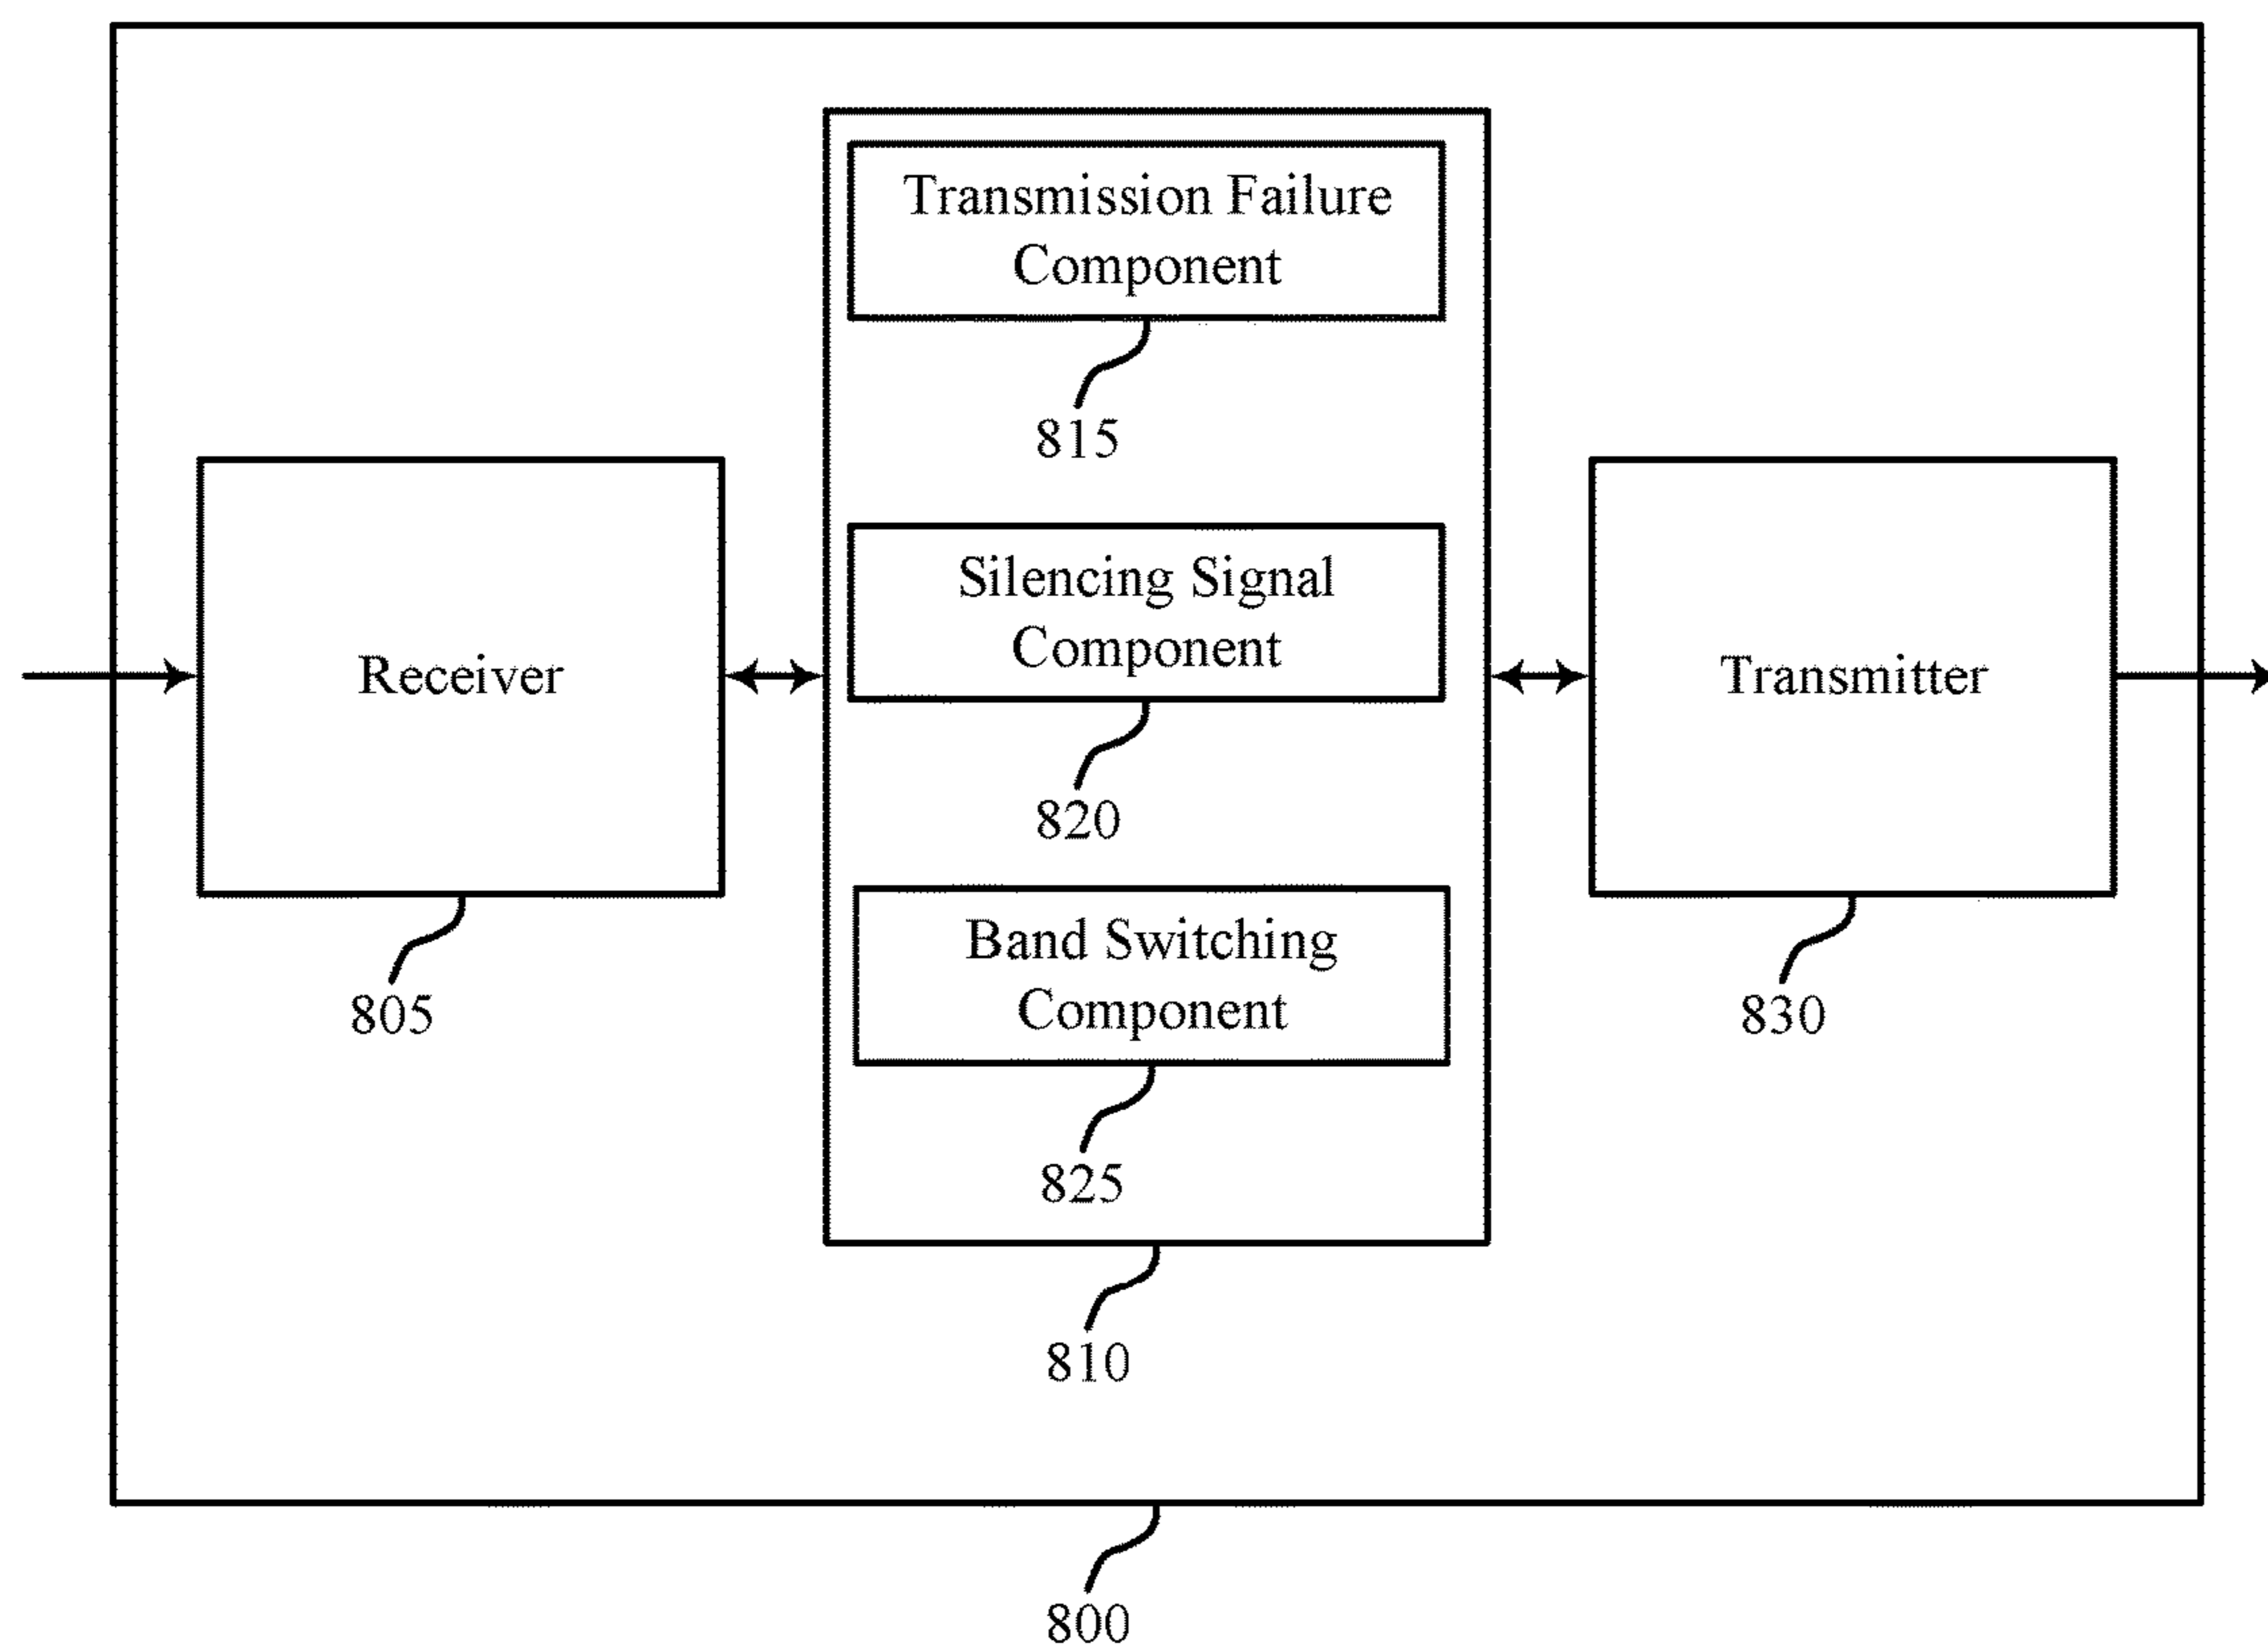 Transmission Failure
Component
815
Silencing Signal
Component
820
Receiver
805
Transmitter
830
Band Switching
Component
825
810
800